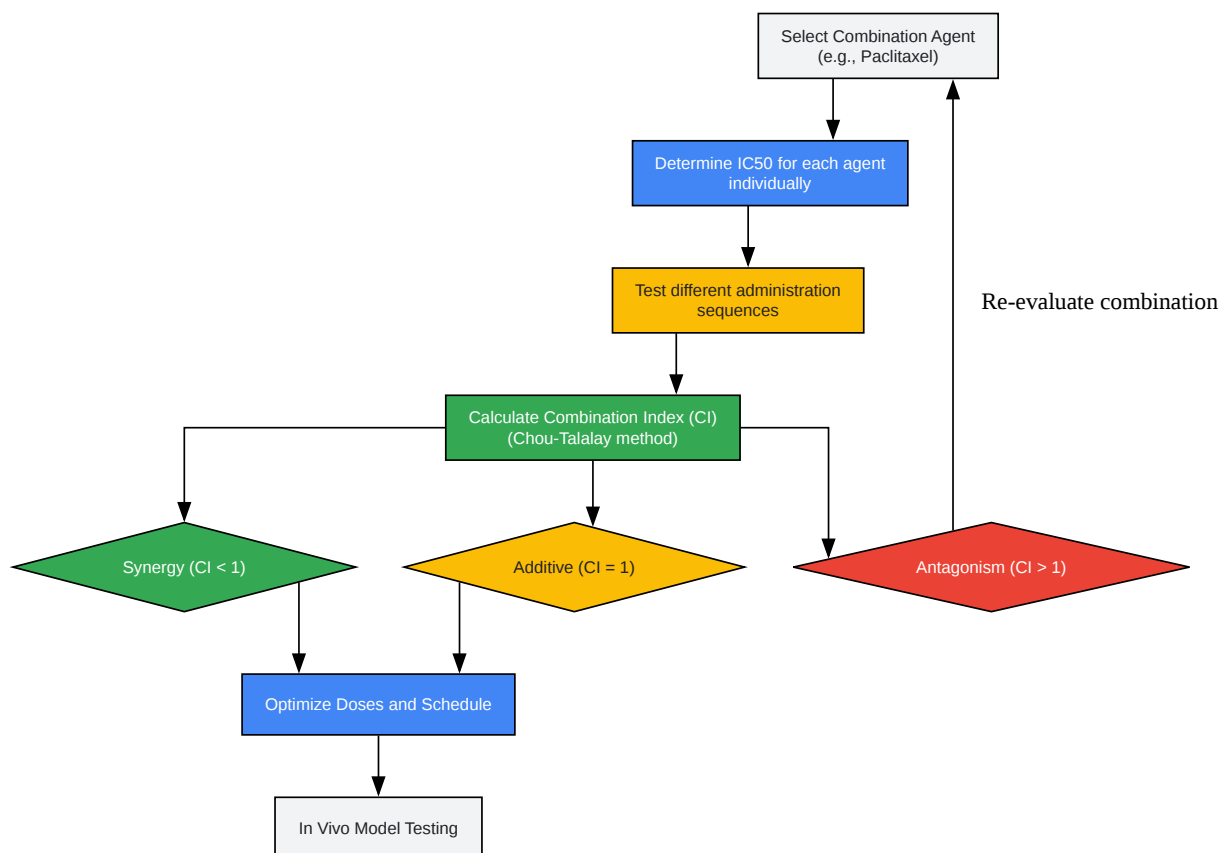 Select Combination Agent
(e.g., Paclitaxel)
Determine IC50 for each agent
individually
Test different administration
sequences
Re-evaluate combination
Calculate Combination Index (CI)
(Chou-Talalay method)
Synergy (CI < 1)
Additive (CI = 1)
Antagonism (CI > 1)
Optimize Doses and Schedule
In Vivo Model Testing